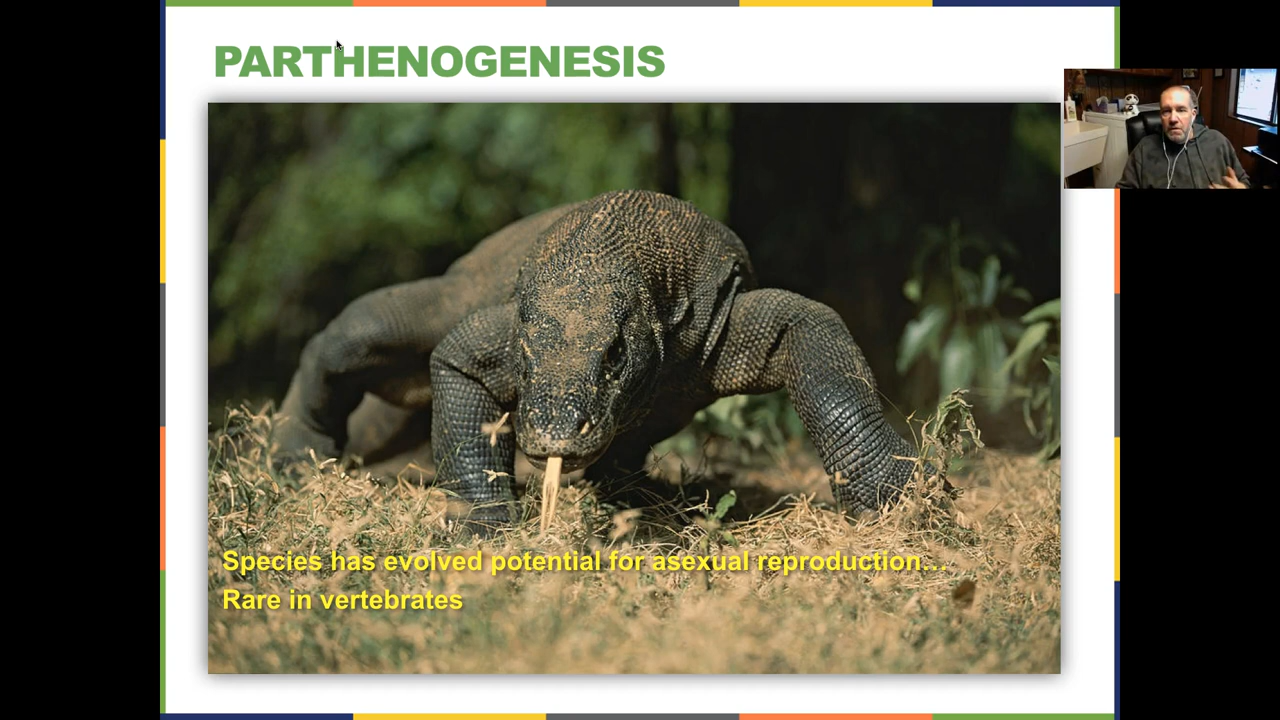 PARTHENOGENESIS
Species has evolved potential for asexual reproduction…
Rare in vertebrates